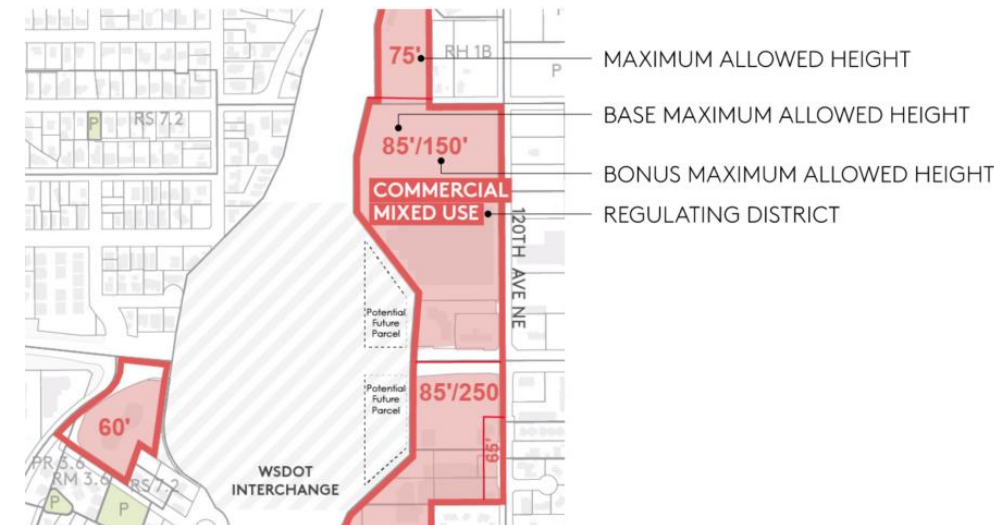 75'
RH 1B
P
MAXIMUM ALLOWED HEIGHT
P
RS 7.2
BASE MAXIMUM ALLOWED HEIGHT
85'/150'
BONUS MAXIMUM ALLOWED HEIGHT
COMMERCIAL
MIXED USE
REGULATING DISTRICT
120TH AVE NE
Potential
Future
Parcel
Potential
Future
Parcel
85'/250
60'
65'
PR 3.6
RM 3.6
RS 7.2
P
P
WSDOT
INTERCHANGE